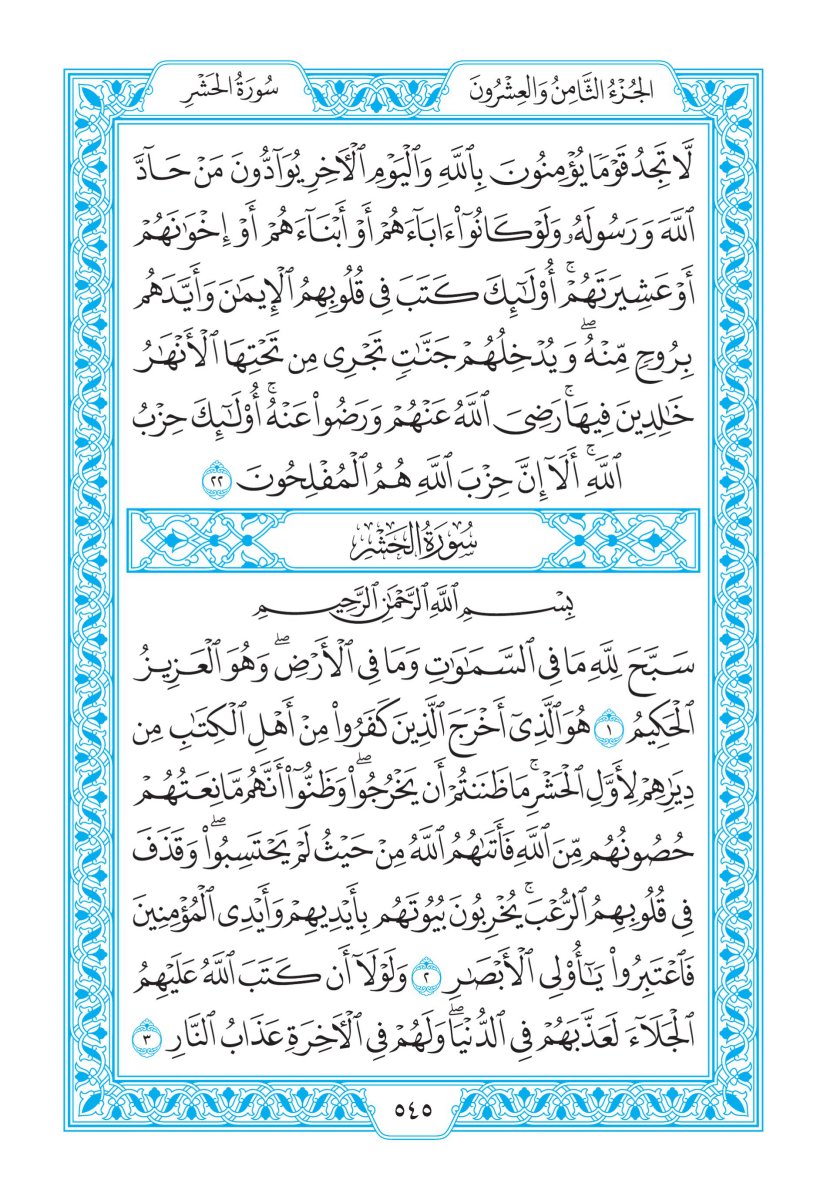 الجُزْءُ الثَّامِنُ وَالعِشْرُونَ
سُورَةُ الحَشْرِ
لَّا تَجِدُ قَوْمٗا يُؤْمِنُونَ بِٱللَّهِ وَٱلْيَوْمِ ٱلْأٓخِرِ يُوَآدُّونَ مَنْ حَآدَّ
ٱللَّهَ وَرَسُولَهُۥ وَلَوْ كَانُوٓاْ ءَابَآءَهُمْ أَوْ أَبْنَآءَهُمْ أَوْ إِخْوَٰنَهُمْ
أَوْ عَشِيرَتَهُمْۚ أُوْلَٰٓئِكَ كَتَبَ فِي قُلُوبِهِمُ ٱلْإِيمَٰنَ وَأَيَّدَهُم
بِرُوحٖ مِّنْهُۖ وَيُدْخِلُهُمْ جَنَّٰتٖ تَجْرِي مِن تَحْتِهَا ٱلْأَنْهَٰرُ
خَٰلِدِينَ فِيهَاۚ رَضِيَ ٱللَّهُ عَنْهُمْ وَرَضُواْ عَنْهُۚ أُوْلَٰٓئِكَ حِزْبُ
ٱللَّهِۚ أَلَآ إِنَّ حِزْبَ ٱللَّهِ هُمُ ٱلْمُفْلِحُونَ ٢٢
سُورَةُ الحَشْرِ
بِسْمِ ٱللَّهِ ٱلرَّحْمَٰنِ ٱلرَّحِيمِ
سَبَّحَ لِلَّهِ مَا فِي ٱلسَّمَٰوَٰتِ وَمَا فِي ٱلْأَرْضِۖ وَهُوَ ٱلْعَزِيزُ
ٱلْحَكِيمُ ١ هُوَ ٱلَّذِيٓ أَخْرَجَ ٱلَّذِينَ كَفَرُواْ مِنْ أَهْلِ ٱلْكِتَٰبِ مِن
دِيَٰرِهِمْ لِأَوَّلِ ٱلْحَشْرِۚ مَا ظَنَنتُمْ أَن يَخْرُجُواْۖ وَظَنُّوٓاْ أَنَّهُم مَّانِعَتُهُمْ
حُصُونُهُم مِّنَ ٱللَّهِ فَأَتَىٰهُمُ ٱللَّهُ مِنْ حَيْثُ لَمْ يَحْتَسِبُواْۖ وَقَذَفَ
فِي قُلُوبِهِمُ ٱلرُّعْبَۚ يُخْرِبُونَ بُيُوتَهُم بِأَيْدِيهِمْ وَأَيْدِي ٱلْمُؤْمِنِينَ
فَٱعْتَبِرُواْ يَٰٓأُوْلِي ٱلْأَبْصَٰرِ ٢ وَلَوْلَآ أَن كَتَبَ ٱللَّهُ عَلَيْهِمُ
ٱلْجَلَآءَ لَعَذَّبَهُمْ فِي ٱلدُّنْيَاۖ وَلَهُمْ فِي ٱلْأٓخِرَةِ عَذَابُ ٱلنَّارِ ٣
٥٤٥